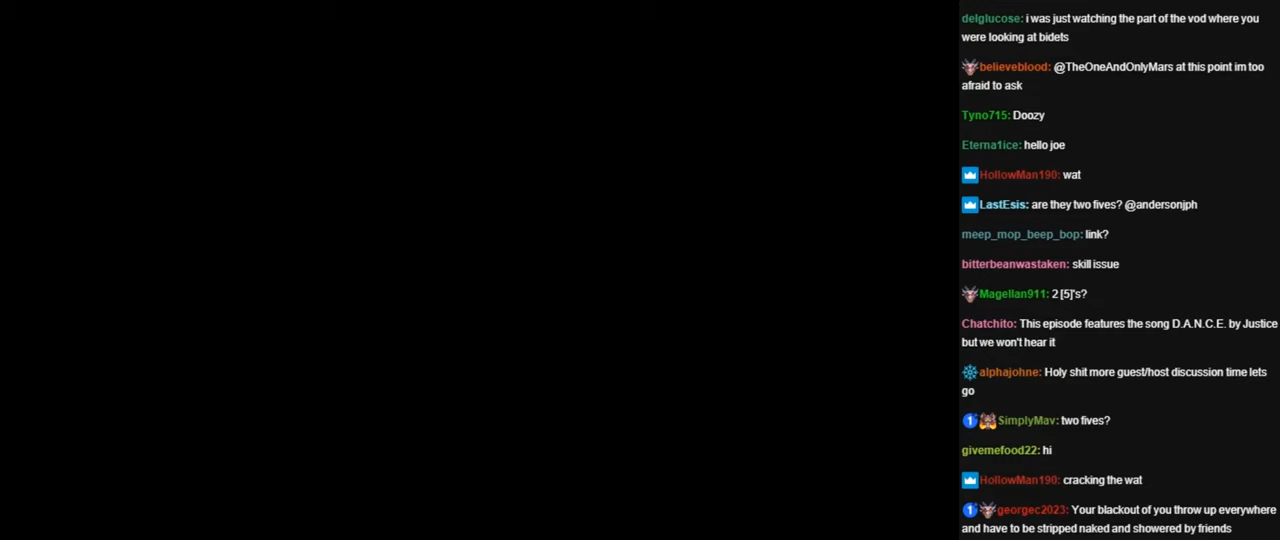 delglucose: i was just watching the part of the vod where you
were looking at bidets
believeblood: @TheOneAndOnlyMars at this point im too
afraid to ask
Tyno715: Doozy
Eterna1ice: hello joe
HollowMan190: wat
LastEsis: are they two fives? @andersonjph
meep_mop_beep_bop: link?
bitterbeanwastaken: skill issue
Magellan911: 2 [5]'s?
Chatchito: This episode features the song D.A.N.C.E. by Justice
but we won't hear it
alphajohne: Holy shit more guest/host discussion time lets
go
SimplyMav: two fives?
givemefood22: hi
HollowMan190: cracking the wat
georgec2023: Your blackout of you throw up everywhere
and have to be stripped naked and showered by friends